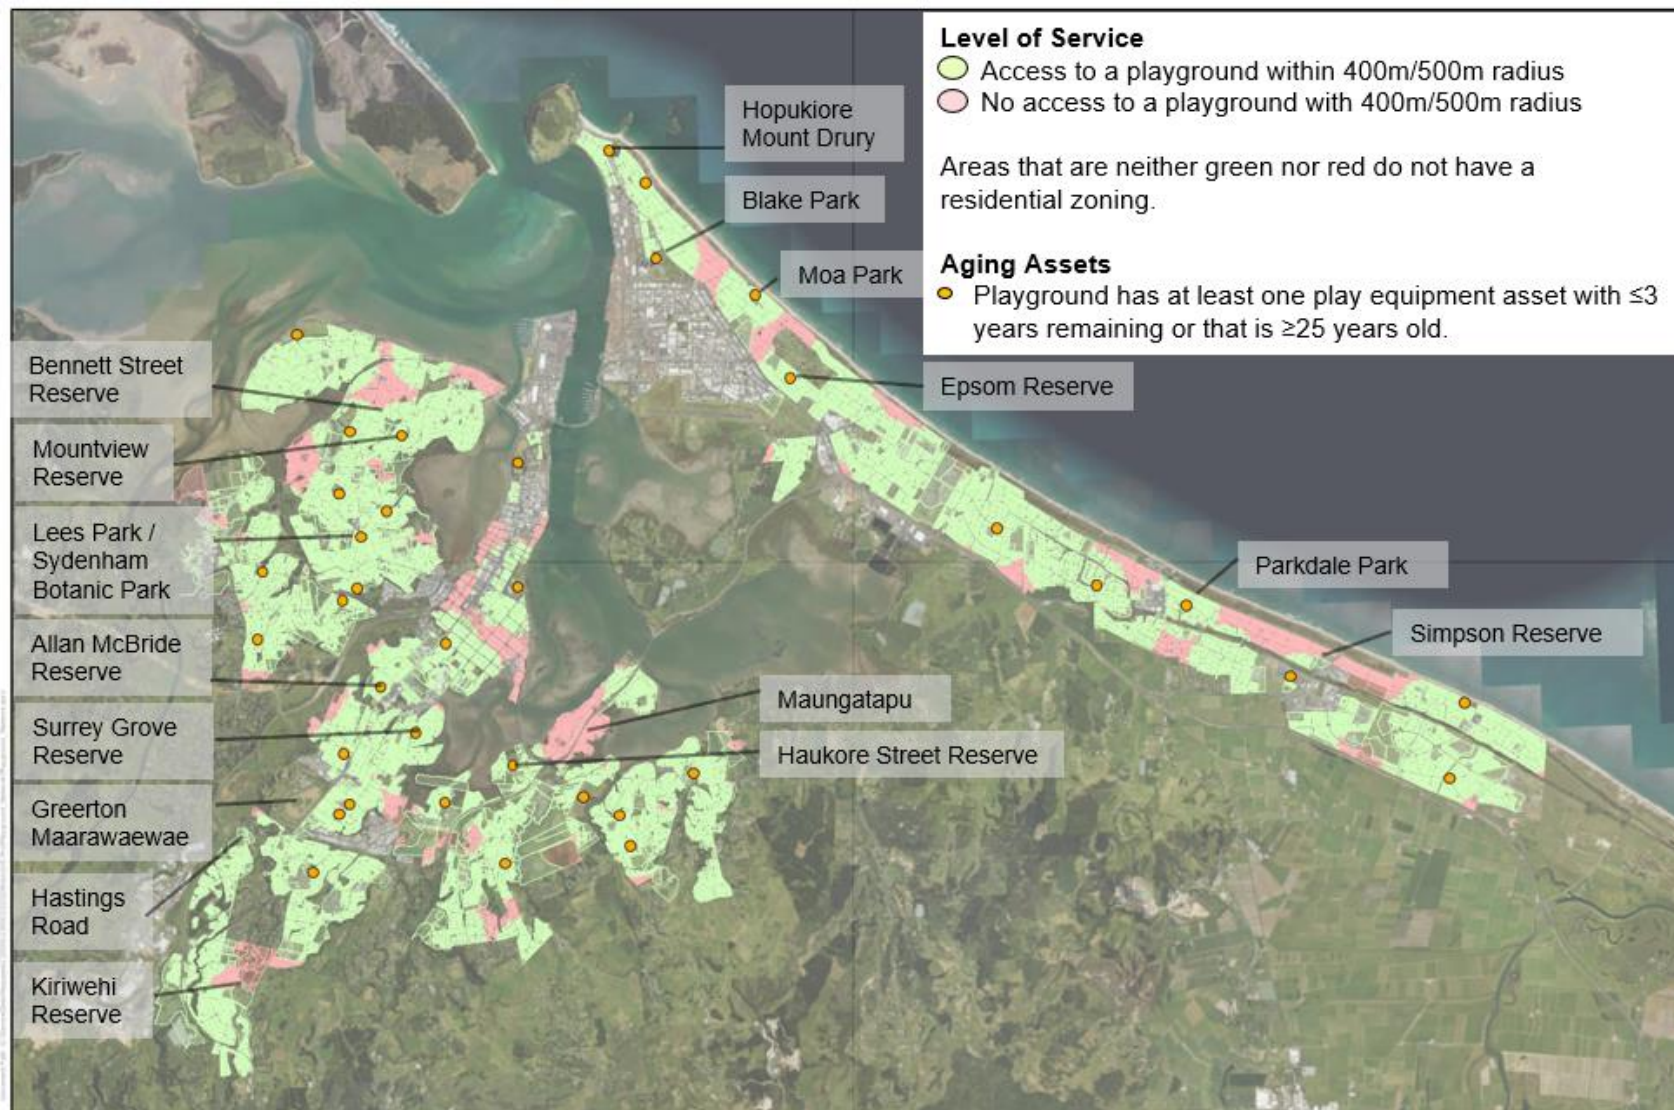 Level of Service
Access to a playground within 400m/500m radius
No access to a playground with 400m/500m radius
Areas that are neither green nor red do not have a
residential zoning.
Aging Assets
Playground has at least one play equipment asset with ≤3
years remaining or that is ≥25 years old.
Hopukiore
Mount Drury
Blake Park
Moa Park
Epsom Reserve
Parkdale Park
Simpson Reserve
Maungatapu
Haukore Street Reserve
Bennett Street
Reserve
Mountview
Reserve
Lees Park /
Sydenham
Botanic Park
Allan McBride
Reserve
Surrey Grove
Reserve
Greerton
Maarawaewae
Hastings
Road
Kiriwehi
Reserve